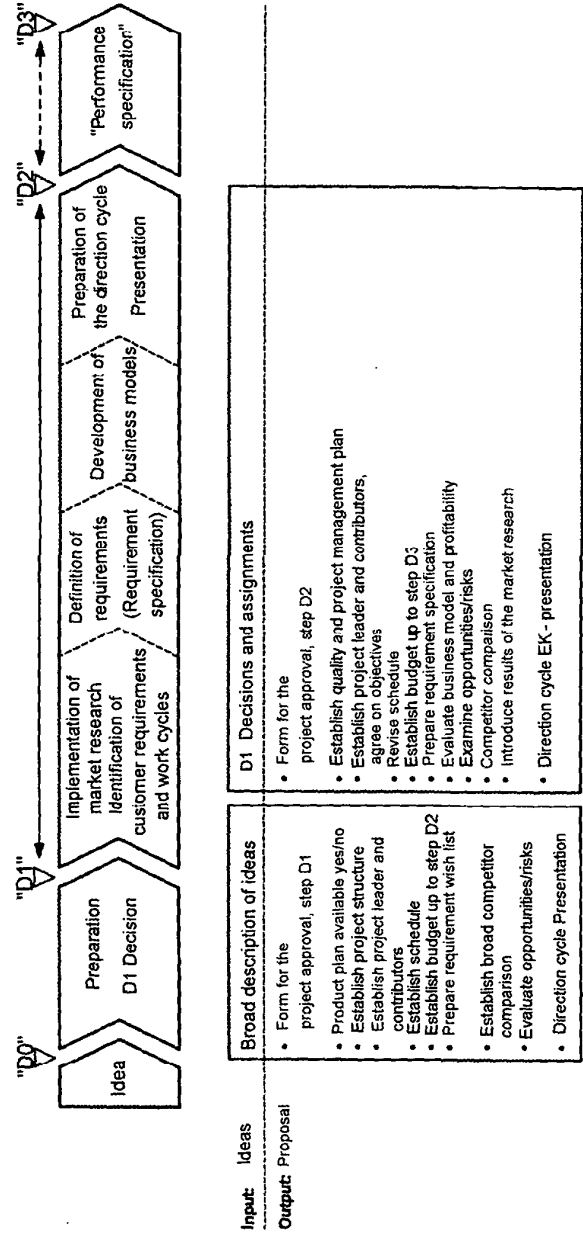 "D0"
"D1"
"D2"
"D3"
Idea
Preparation
D1 Decision
Implementation of
market research
Identification of
customer requirements
and work cycles
Definition of
requirements
(Requirement
specification)
Development of
business models
Preparation of
the direction cycle
Presentation
"Performance
specification"
Input: Ideas
Output: Proposal
Broad description of ideas
• Form for the
project approval, step D1
• Product plan available yes/no
• Establish project structure
• Establish project leader and
contributors
• Establish schedule
• Establish budget up to step D2
• Prepare requirement wish list
• Establish broad competitor
comparison
• Evaluate opportunities/risks
• Direction cycle Presentation
D1 Decisions and assignments
• Form for the
project approval, step D2
• Establish quality and project management plan
• Establish project leader and contributors,
agree on objectives
• Revise schedule
• Establish budget up to step D3
• Prepare requirement specification
• Evaluate business model and profitability
• Examine opportunities/risks
• Competitor comparison
• Introduce results of the market research
• Direction cycle EK - presentation